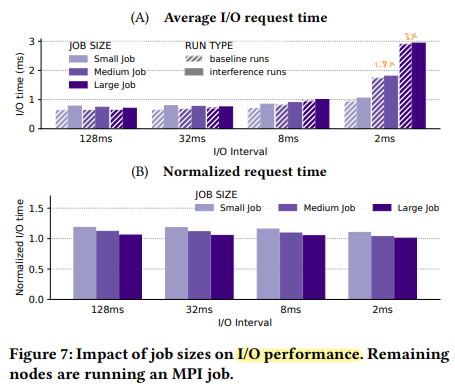 (A) Average I/O request time
JOB SIZE
Small Job
Medium Job
Large Job
RUN TYPE
baseline runs
interference runs
1.8x
3x
I/O time (ms)
3
2
1
0
128ms
32ms
8ms
2ms
I/O Interval
(B) Normalized request time
JOB SIZE
Small Job
Medium Job
Large Job
Normalized I/O time
1.5
1.0
0.5
0.0
128ms
32ms
8ms
2ms
I/O Interval
Figure 7: Impact of job sizes on I/O performance. Remaining
nodes are running an MPI job.